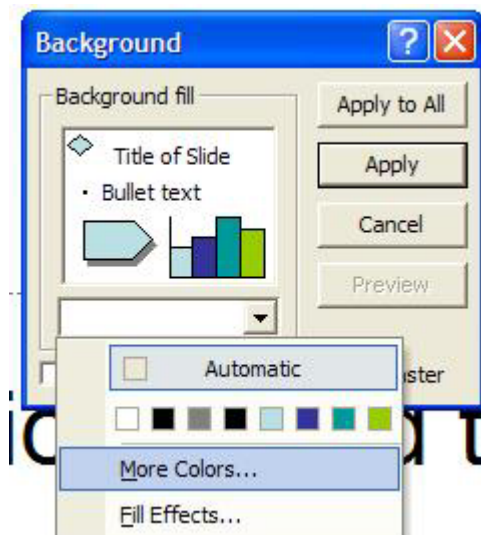 Background
Background fill
Apply to All
Title of Slide
Apply
• Bullet text
Cancel
Preview
Automatic
More Colors...
Fill Effects...